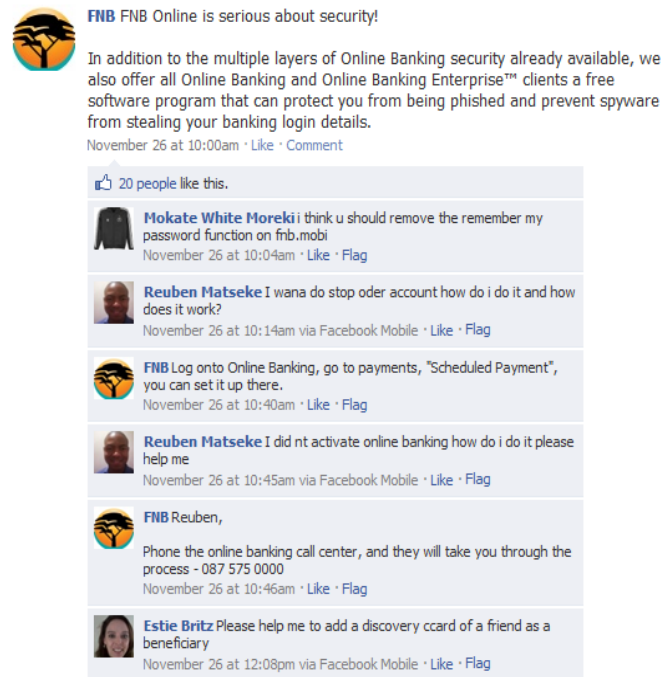 FNB FNB Online is serious about security!
In addition to the multiple layers of Online Banking security already available, we
also offer all Online Banking and Online Banking Enterprise™ clients a free
software program that can protect you from being phished and prevent spyware
from stealing your banking login details.
November 26 at 10:00am · Like · Comment
20 people like this.
Mokate White Moreki i think u should remove the remember my
password function on fnb.mobi
November 26 at 10:04am · Like · Flag
Reuben Matseke I wana do stop oder account how do i do it and how
does it work?
November 26 at 10:14am via Facebook Mobile · Like · Flag
FNB Log onto Online Banking, go to payments, "Scheduled Payment",
you can set it up there.
November 26 at 10:40am · Like · Flag
Reuben Matseke I did nt activate online banking how do i do it please
help me
November 26 at 10:45am via Facebook Mobile · Like · Flag
FNB Reuben,
Phone the online banking call center, and they will take you through the
process - 087 575 0000
November 26 at 10:46am · Like · Flag
Estie Britz Please help me to add a discovery ccard of a friend as a
beneficiary
November 26 at 12:08pm via Facebook Mobile · Like · Flag